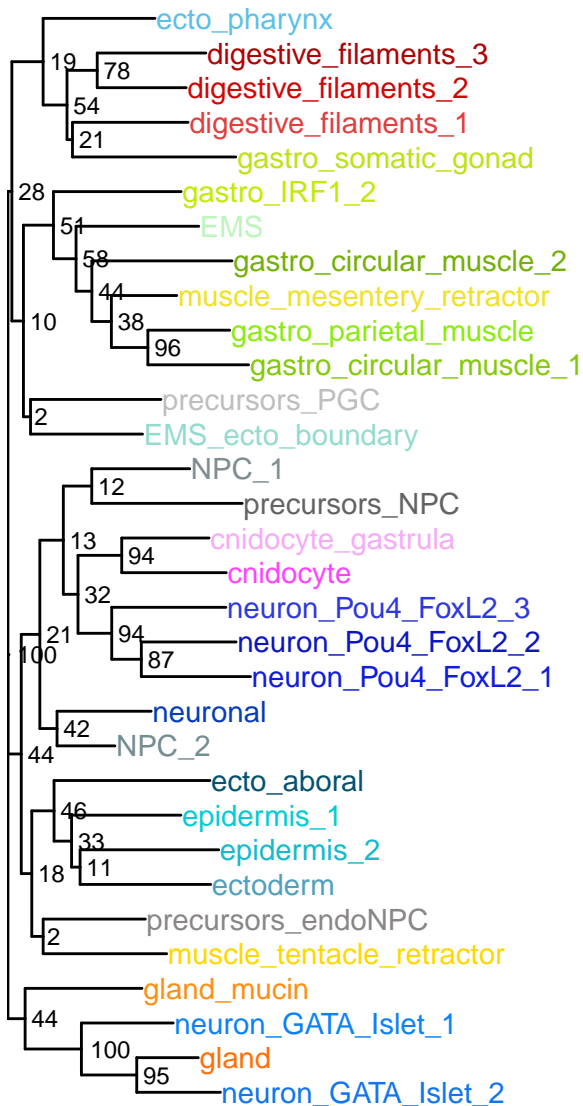 ecto_pharynx
19
digestive_filaments_3
78
digestive_filaments_2
54
digestive_filaments_1
21
gastro_somatic_gonad
28
gastro_IRF1_2
51
EMS
58
gastro_circular_muscle_2
44
muscle_mesentery_retractor
10
38
gastro_parietal_muscle
96
gastro_circular_muscle_1
precursors_PGC
2
EMS_ecto_boundary
NPC_1
12
precursors_NPC
13
cnidocyte_gastrula
94
cnidocyte
32
neuron_Pou4_FoxL2_3
21
94
neuron_Pou4_FoxL2_2
100
87
neuron_Pou4_FoxL2_1
neuronal
42
NPC_2
44
ecto_aboral
46
epidermis_1
33
epidermis_2
18
11
ectoderm
precursors_endoNPC
2
muscle_tentacle_retractor
gland_mucin
44
neuron_GATA_Islet_1
100
gland
95
neuron_GATA_Islet_2